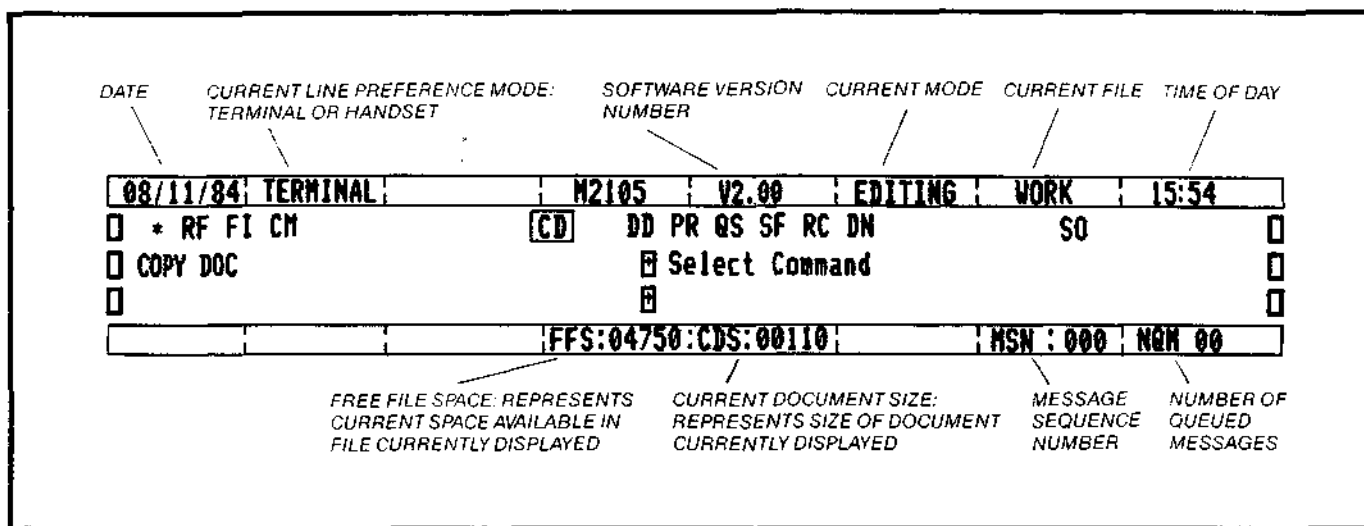 DATE CURRENT LINE PREFERENCE MODE: SOFTWARE VERSION CURRENT MODE CURRENT FILE TIME OF DAY
TERMINAL OR HANDSET NUMBER
08/11/84 TERMINAL M2105 V2.00 EDITING WORK 15:54
* RF FI CM CD DD PR QS SF RC DN SO
COPY DOC Select Command
FFS:04750:CDS:00110 MSN : 000 NQM 00
FREE FILE SPACE: REPRESENTS CURRENT DOCUMENT SIZE: MESSAGE NUMBER OF
CURRENT SPACE AVAILABLE IN REPRESENTS SIZE OF DOCUMENT SEQUENCE QUEUED
FILE CURRENTLY DISPLAYED CURRENTLY DISPLAYED NUMBER MESSAGES